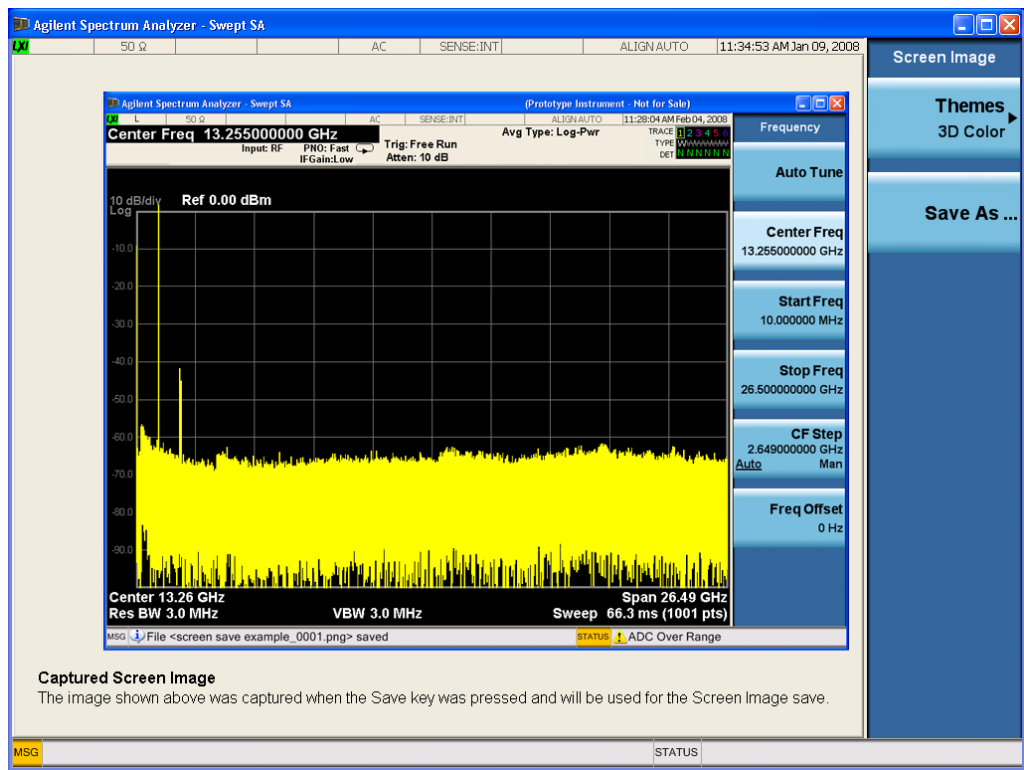 Agilent Spectrum Analyzer - Swept SA
LXI 50 Ω AC SENSE:INT ALIGN AUTO 11:34:53 AM Jan 09, 2008
Screen Image
Themes
3D Color
Save As ...
Agilent Spectrum Analyzer - Swept SA (Prototype Instrument - Not for Sale)
LXI L 50 Ω AC SENSE:INT ALIGN AUTO 11:28:04 AM Feb 04, 2008
Center Freq 13.255000000 GHz
Input: RF PNO: Fast
IFGain:Low
Trig: Free Run
Atten: 10 dB
Avg Type: Log-Pwr
TRACE 1 2 3 4 5 6
TYPE WWWWWW
DET N N N N N N
Frequency
Auto Tune
Center Freq
13.255000000 GHz
Start Freq
10.000000 MHz
Stop Freq
26.500000000 GHz
CF Step
2.649000000 GHz
Auto Man
Freq Offset
0 Hz
10 dB/div Ref 0.00 dBm
Log
-10.0
-20.0
-30.0
-40.0
-50.0
-60.0
-70.0
-80.0
-90.0
Center 13.26 GHz Span 26.49 GHz
Res BW 3.0 MHz VBW 3.0 MHz Sweep 66.3 ms (1001 pts)
MSG File <screen save example_0001.png> saved STATUS ADC Over Range
Captured Screen Image
The image shown above was captured when the Save key was pressed and will be used for the Screen Image save.
MSG STATUS